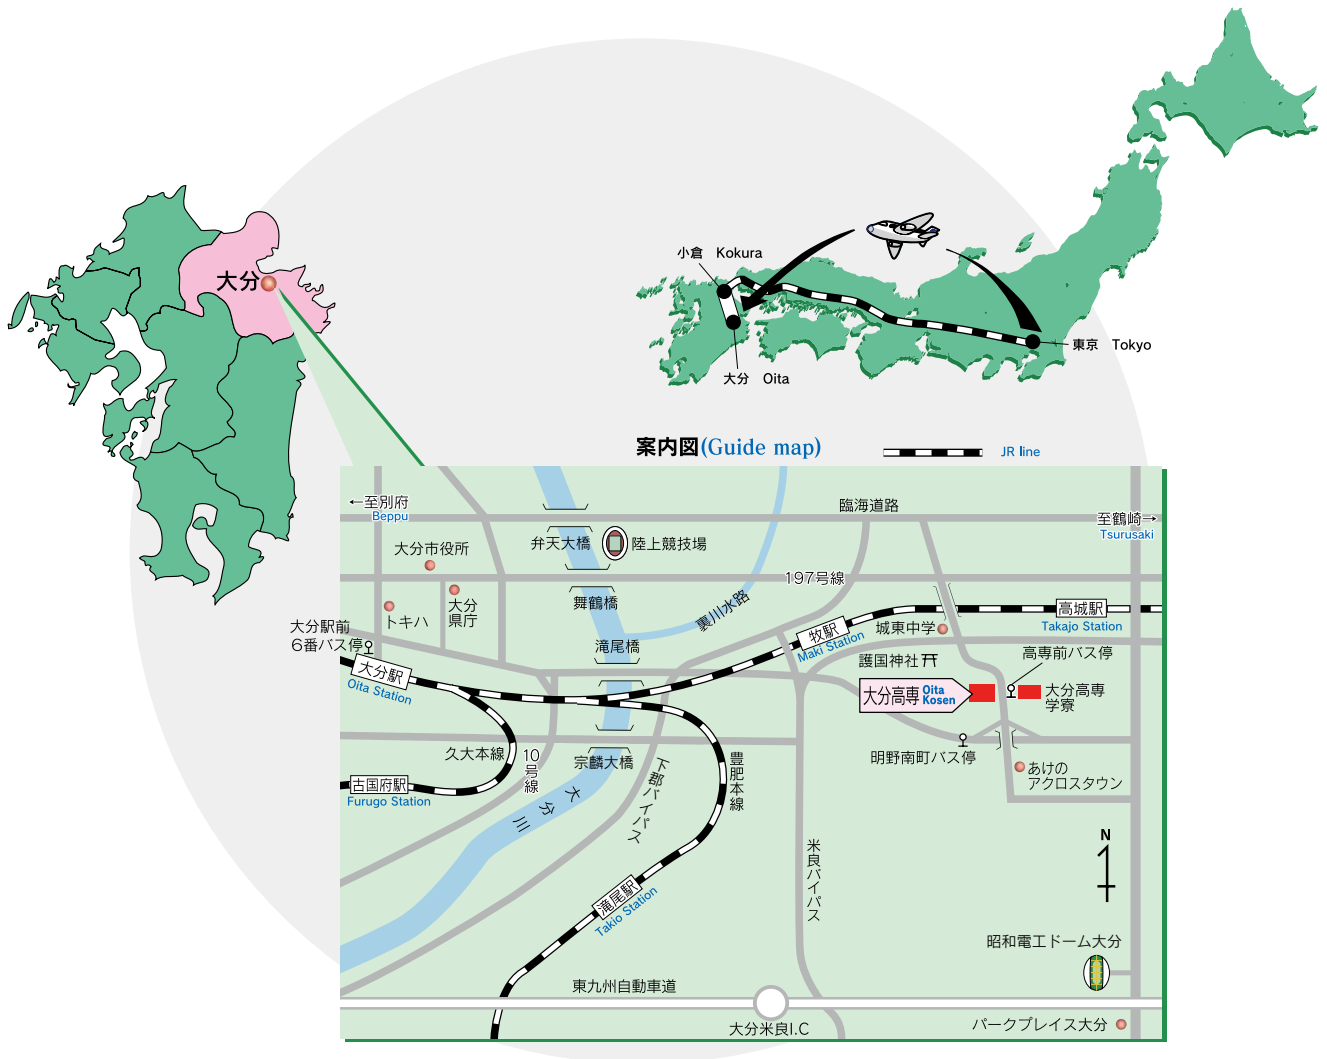 小倉 Kokura
大分
東京 Tokyo
大分 Oita
案内図(Guide map)
JR line
←至別府
Beppu
臨海道路
至鶴崎→
Tsurusaki
大分市役所
弁天大橋
陸上競技場
197号線
大分
県庁
トキハ
舞鶴橋
裏川水路
高城駅
Takajo Station
大分駅前
6番バス停
滝尾橋
牧駅
Maki Station
城東中学
護国神社
高専前バス停
大分駅
Oita Station
大分高専
Oita
Kosen
大分高専
学寮
久大本線
10号線
宗麟大橋
下郡バイパス
豊肥本線
明野南町バス停
あけの
アクロスタウン
古国府駅
Furugo Station
大分川
米良バイパス
N
滝尾駅
Takio Station
昭和電工ドーム大分
東九州自動車道
大分米良I.C
パークプレイス大分